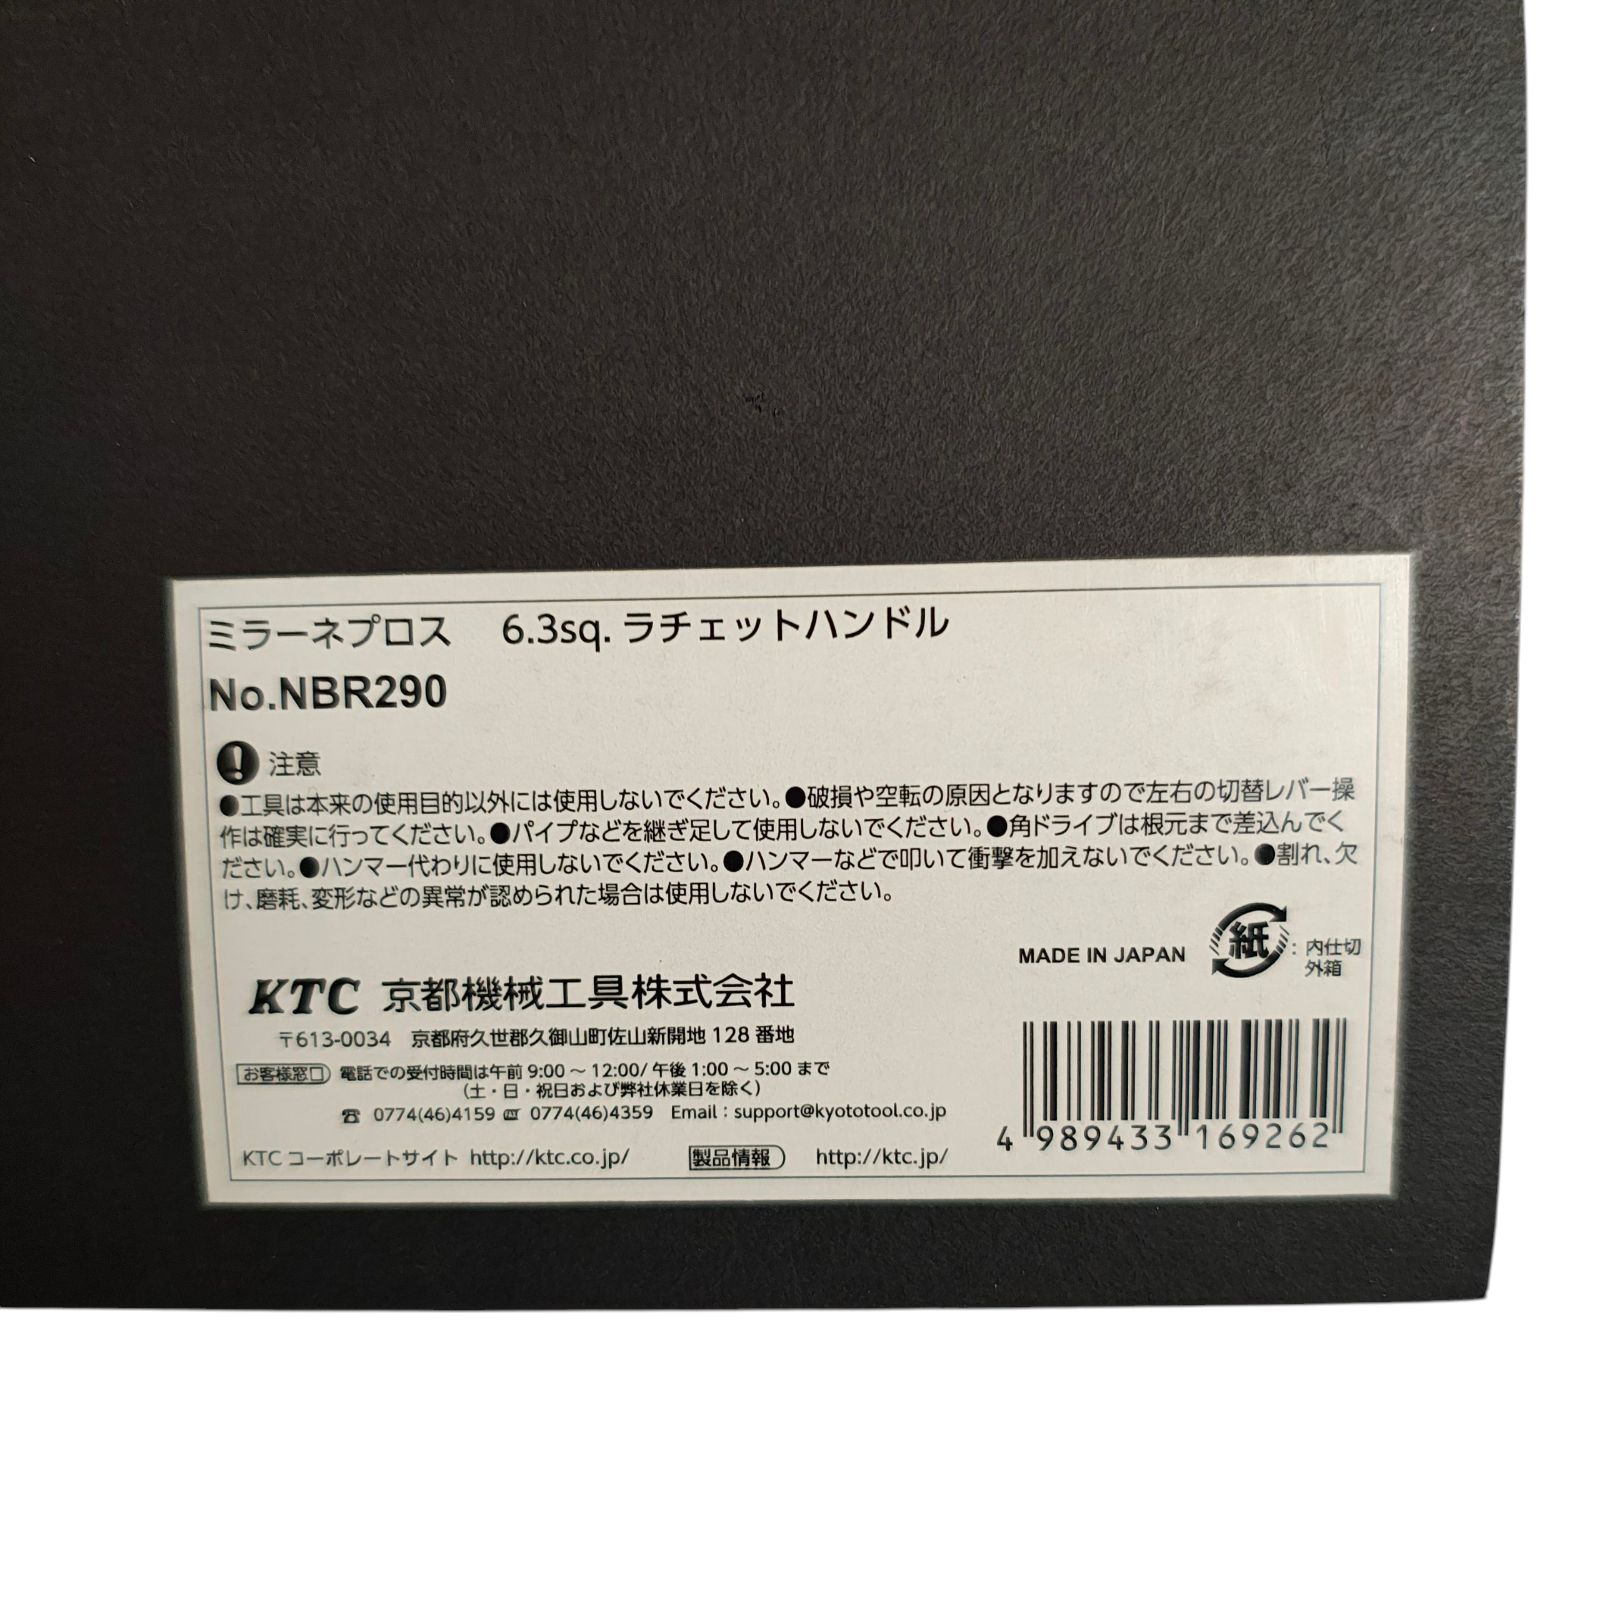 ミラーネプロス 6.3sq. ラチェットハンドル
No.NBR290
注意
●工具は本来の使用目的以外には使用しないでください。●破損や空転の原因となりますので左右の切替レバー操
作は確実に行ってください。●パイプなどを継ぎ足して使用しないでください。●角ドライブは根元まで差込んでく
ださい。●ハンマー代わりに使用しないでください。●ハンマーなどで叩いて衝撃を加えないでください。●割れ、欠
け、磨耗、変形などの異常が認められた場合は使用しないでください。
MADE IN JAPAN 紙 : 内仕切
外箱
KTC 京都機械工具株式会社
〒613-0034 京都府久世郡久御山町佐山新開地 128 番地
お客様窓口 電話での受付時間は午前 9:00 ～ 12:00/ 午後 1:00 ～ 5:00 まで
(土・日・祝日および弊社休業日を除く)
☎ 0774(46)4159 0774(46)4359 Email : support@kyototool.co.jp
KTC コーポレートサイト http://ktc.co.jp/ 製品情報 http://ktc.jp/
4 989433 169262